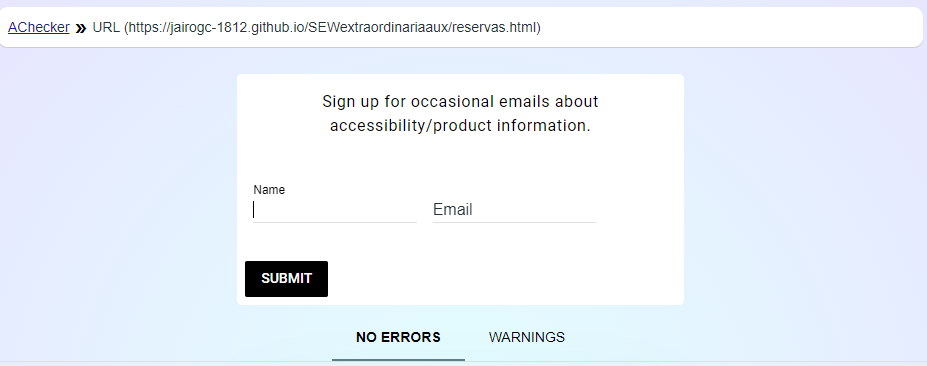 AChecker » URL (https://jairogc-1812.github.io/SEWextraordinariaaux/reservas.html)
Sign up for occasional emails about
accessibility/product information.
Name
Email
SUBMIT
NO ERRORS WARNINGS